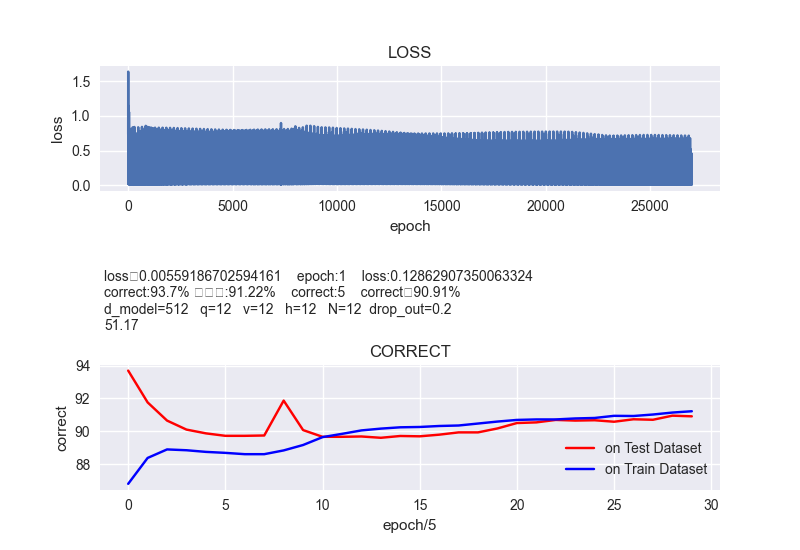 LOSS
1.5
1.0
0.5
0.0
loss
0 5000 10000 15000 20000 25000
epoch
loss□0.00559186702594161 epoch:1 loss:0.12862907350063324
correct:93.7% □□□:91.22% correct:5 correct□90.91%
d_model=512 q=12 v=12 h=12 N=12 drop_out=0.2
51.17
CORRECT
94
92
90
88
correct
on Test Dataset
on Train Dataset
0 5 10 15 20 25 30
epoch/5